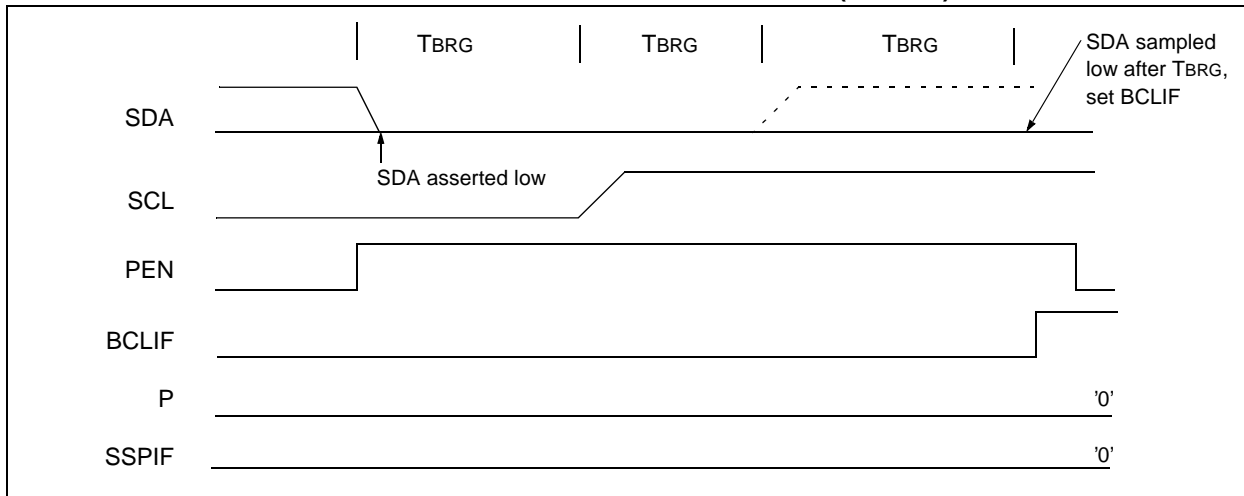 TBRG TBRG TBRG
SDA sampled
low after TBRG,
set BCLIF
SDA
SDA asserted low
SCL
PEN
BCLIF
P '0'
SSPIF '0'